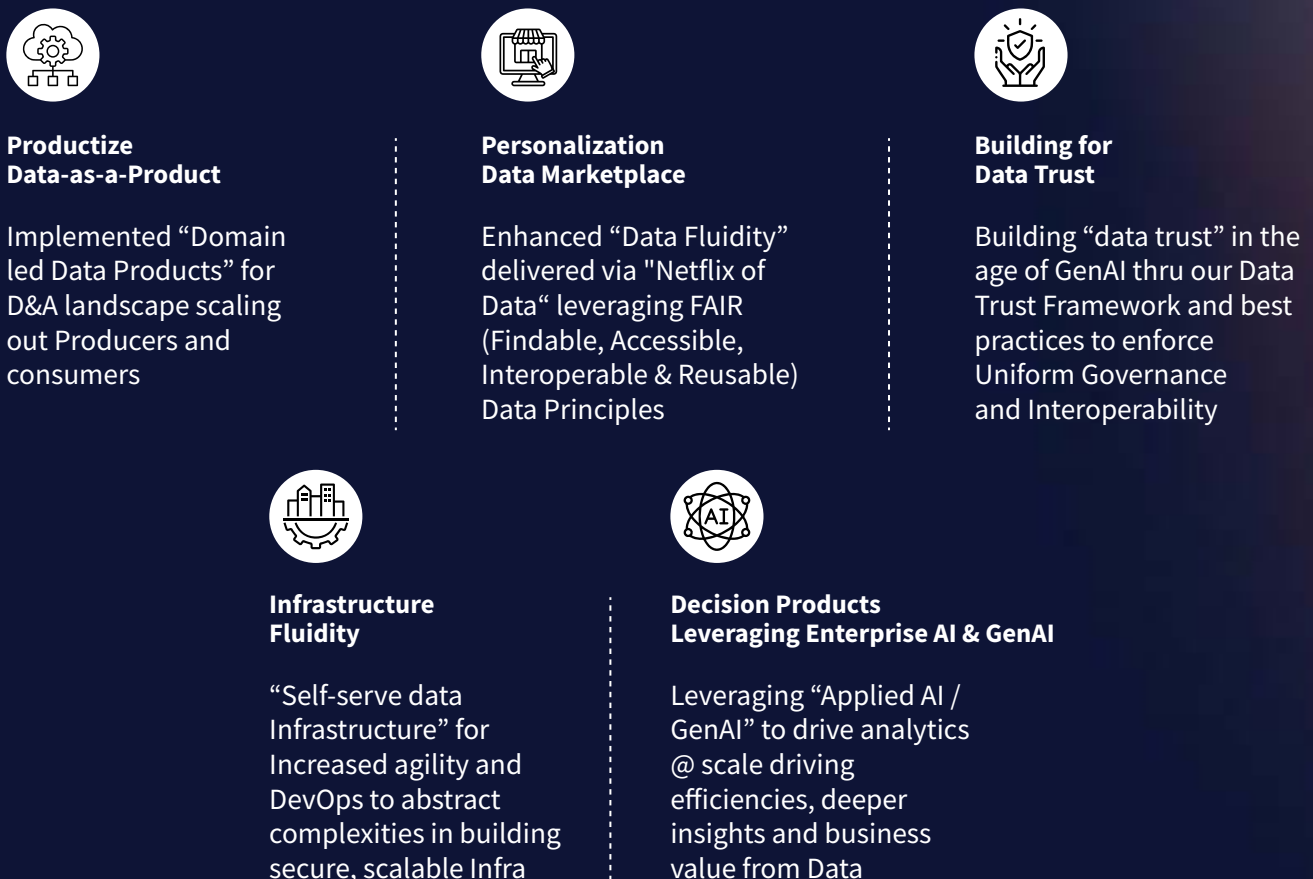 Productize
Data-as-a-Product
Implemented “Domain
led Data Products” for
D&A landscape scaling
out Producers and
consumers
Personalization
Data Marketplace
Enhanced “Data Fluidity”
delivered via "Netflix of
Data“ leveraging FAIR
(Findable, Accessible,
Interoperable & Reusable)
Data Principles
Building for
Data Trust
Building “data trust” in the
age of GenAI thru our Data
Trust Framework and best
practices to enforce
Uniform Governance
and Interoperability
Infrastructure
Fluidity
“Self-serve data
Infrastructure” for
Increased agility and
DevOps to abstract
complexities in building
secure, scalable Infra
AI
Decision Products
Leveraging Enterprise AI & GenAI
Leveraging “Applied AI /
GenAI” to drive analytics
@ scale driving
efficiencies, deeper
insights and business
value from Data